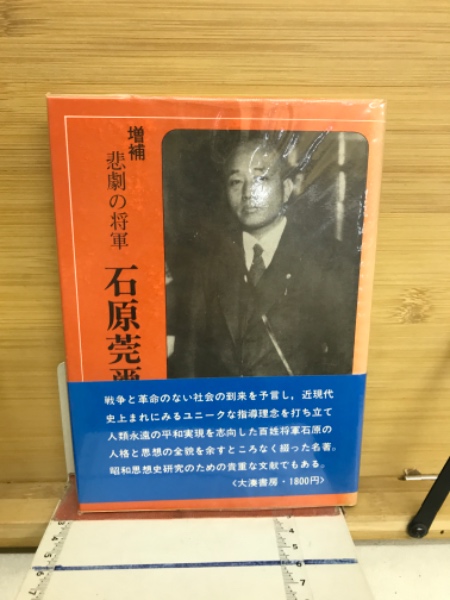 増補
悲劇の将軍
石原莞爾
戦争と革命のない社会の到来を予言し,近現代
史上まれにみるユニークな指導理念を打ち立て
人類永遠の平和実現を志向した百姓将軍石原の
人格と思想の全貌を余すところなく綴った名著。
昭和思想史研究のための貴重な文献でもある。
〈大湊書房・1800円〉